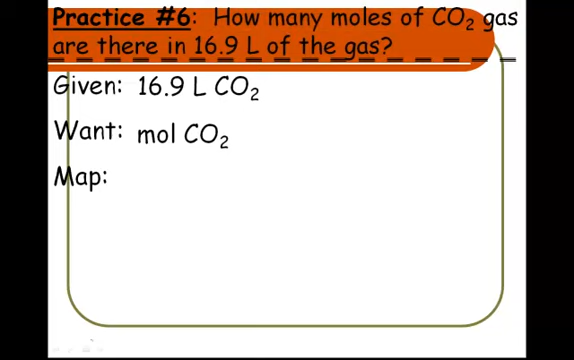 Practice #6: How many moles of CO₂ gas
are there in 16.9 L of the gas?
Given: 16.9 L CO₂
Want: mol CO₂
Map: